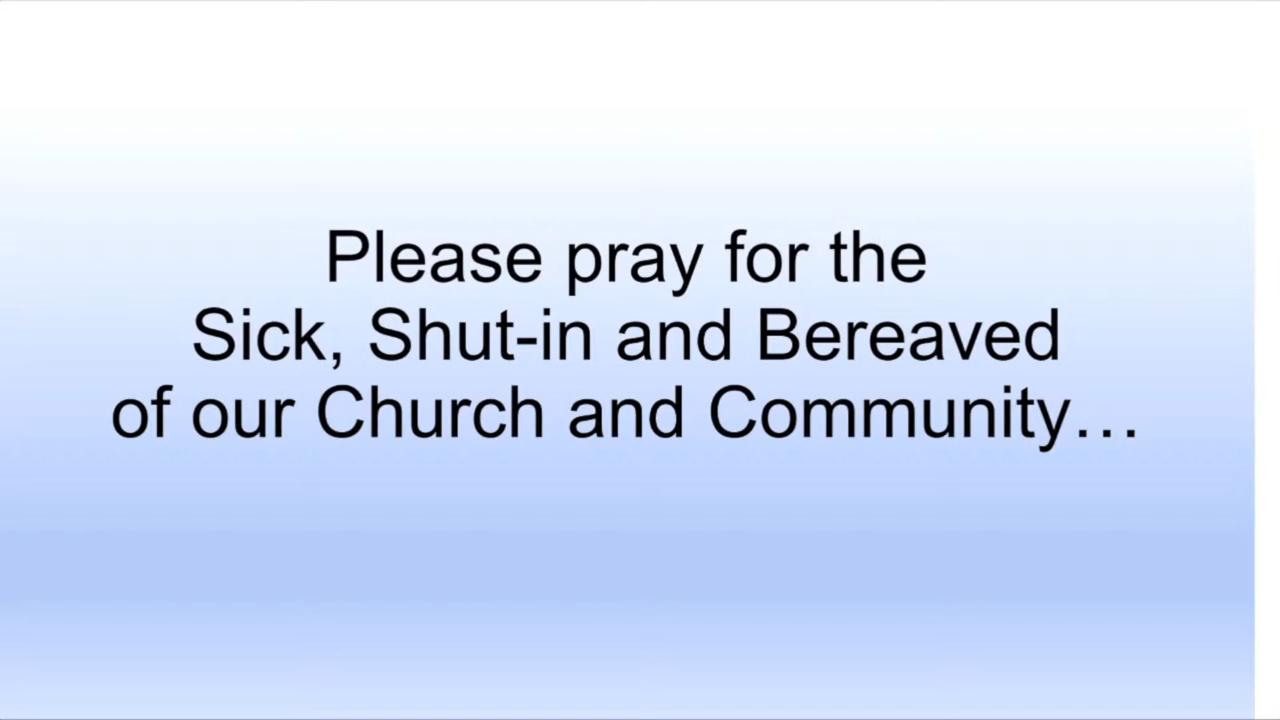 Please pray for the
Sick, Shut-in and Bereaved
of our Church and Community…